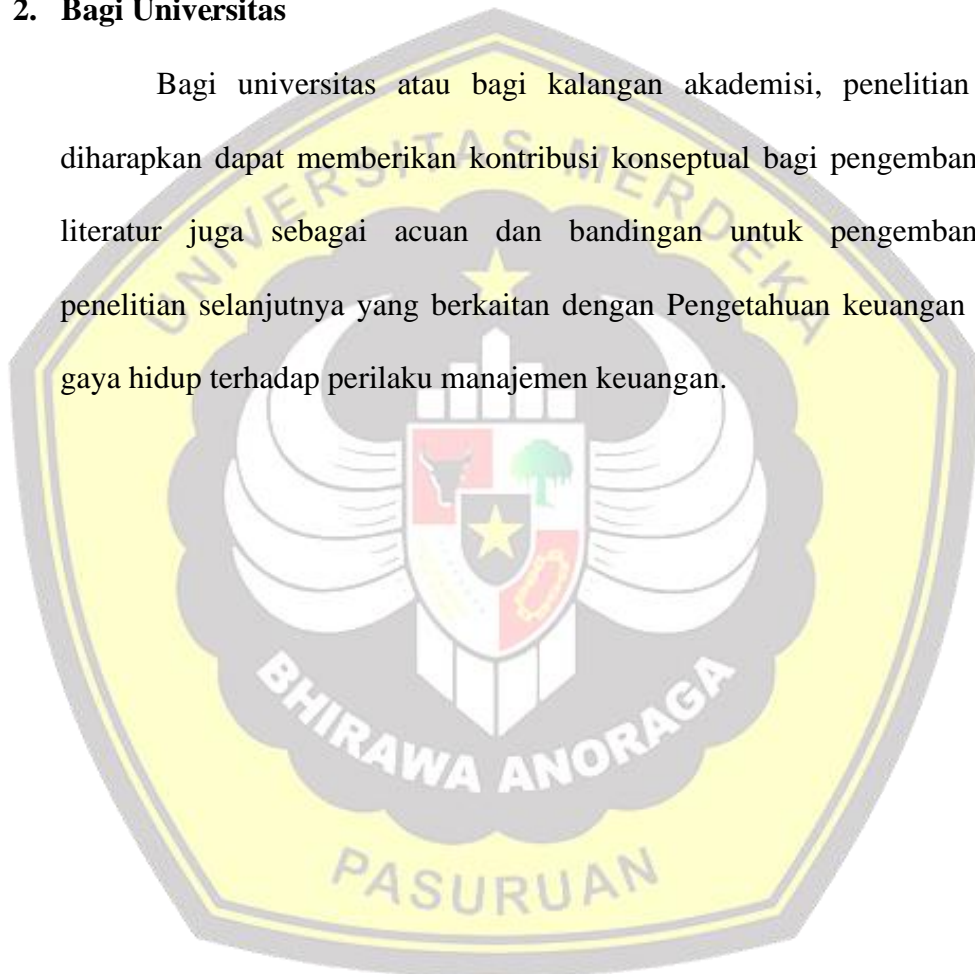 2. Bagi Universitas
Bagi universitas atau bagi kalangan akademisi, penelitian
diharapkan dapat memberikan kontribusi konseptual bagi pengemban
literatur juga sebagai acuan dan bandingan untuk pengemban
penelitian selanjutnya yang berkaitan dengan Pengetahuan keuangan
gaya hidup terhadap perilaku manajemen keuangan.
UNIVERSITAS MERDEKA
BHIRAWA ANORAGA
PASURUAN